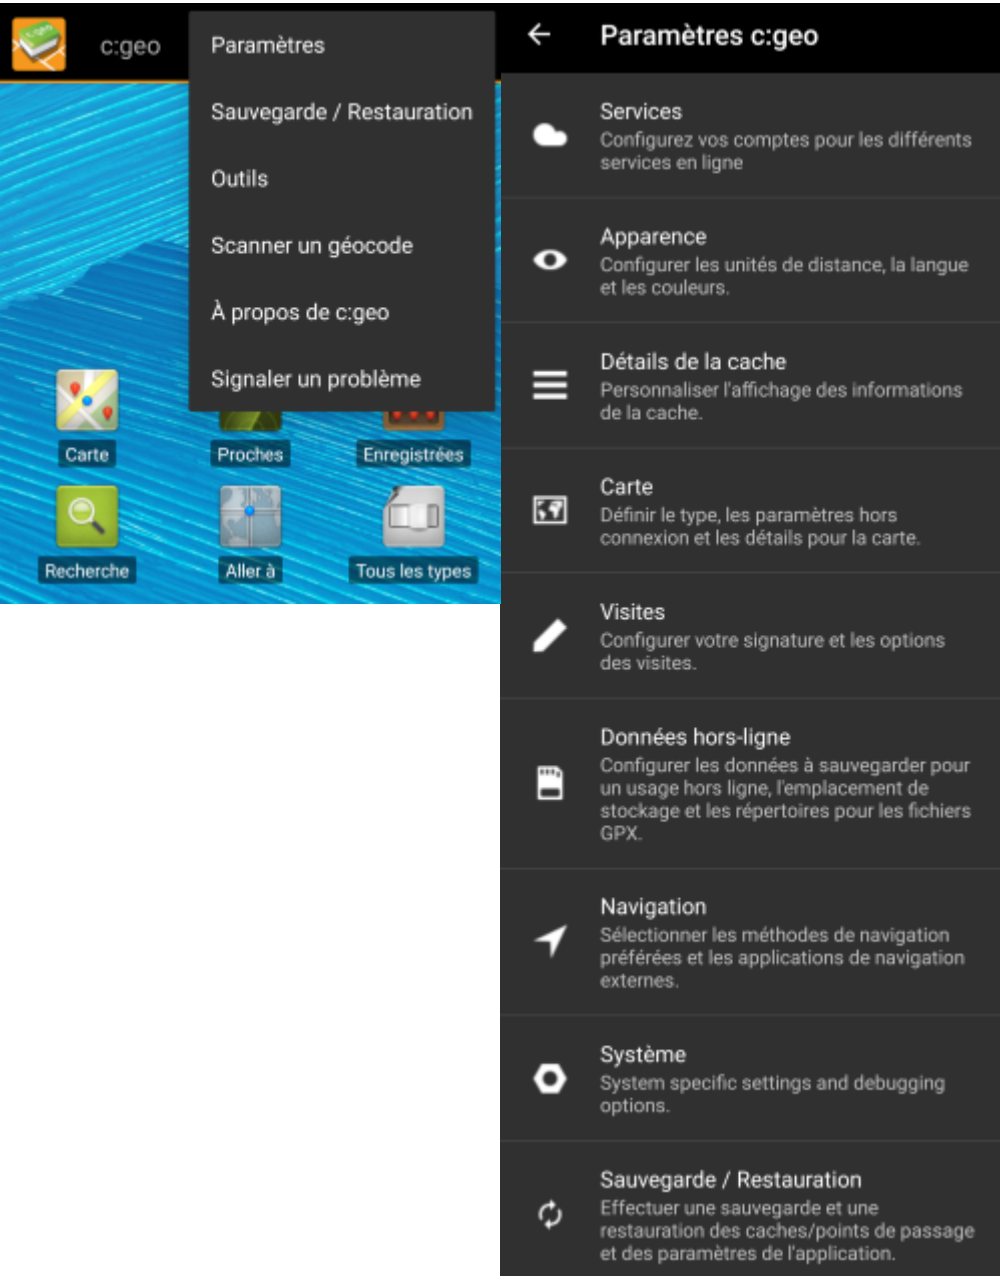 c:geo
Paramètres
Sauvegarde / Restauration
Outils
Scanner un géocode
À propos de c:geo
Signaler un problème
Carte
Proches
Enregistrées
Recherche
Aller à
Tous les types
Paramètres c:geo
Services
Configurez vos comptes pour les différents
services en ligne
Apparence
Configurer les unités de distance, la langue
et les couleurs.
Détails de la cache
Personnaliser l'affichage des informations
de la cache.
Carte
Définir le type, les paramètres hors
connexion et les détails pour la carte.
Visites
Configurer votre signature et les options
des visites.
Données hors-ligne
Configurer les données à sauvegarder pour
un usage hors ligne, l'emplacement de
stockage et les répertoires pour les fichiers
GPX.
Navigation
Sélectionner les méthodes de navigation
préférées et les applications de navigation
externes.
Système
System specific settings and debugging
options.
Sauvegarde / Restauration
Effectuer une sauvegarde et une
restauration des caches/points de passage
et des paramètres de l'application.